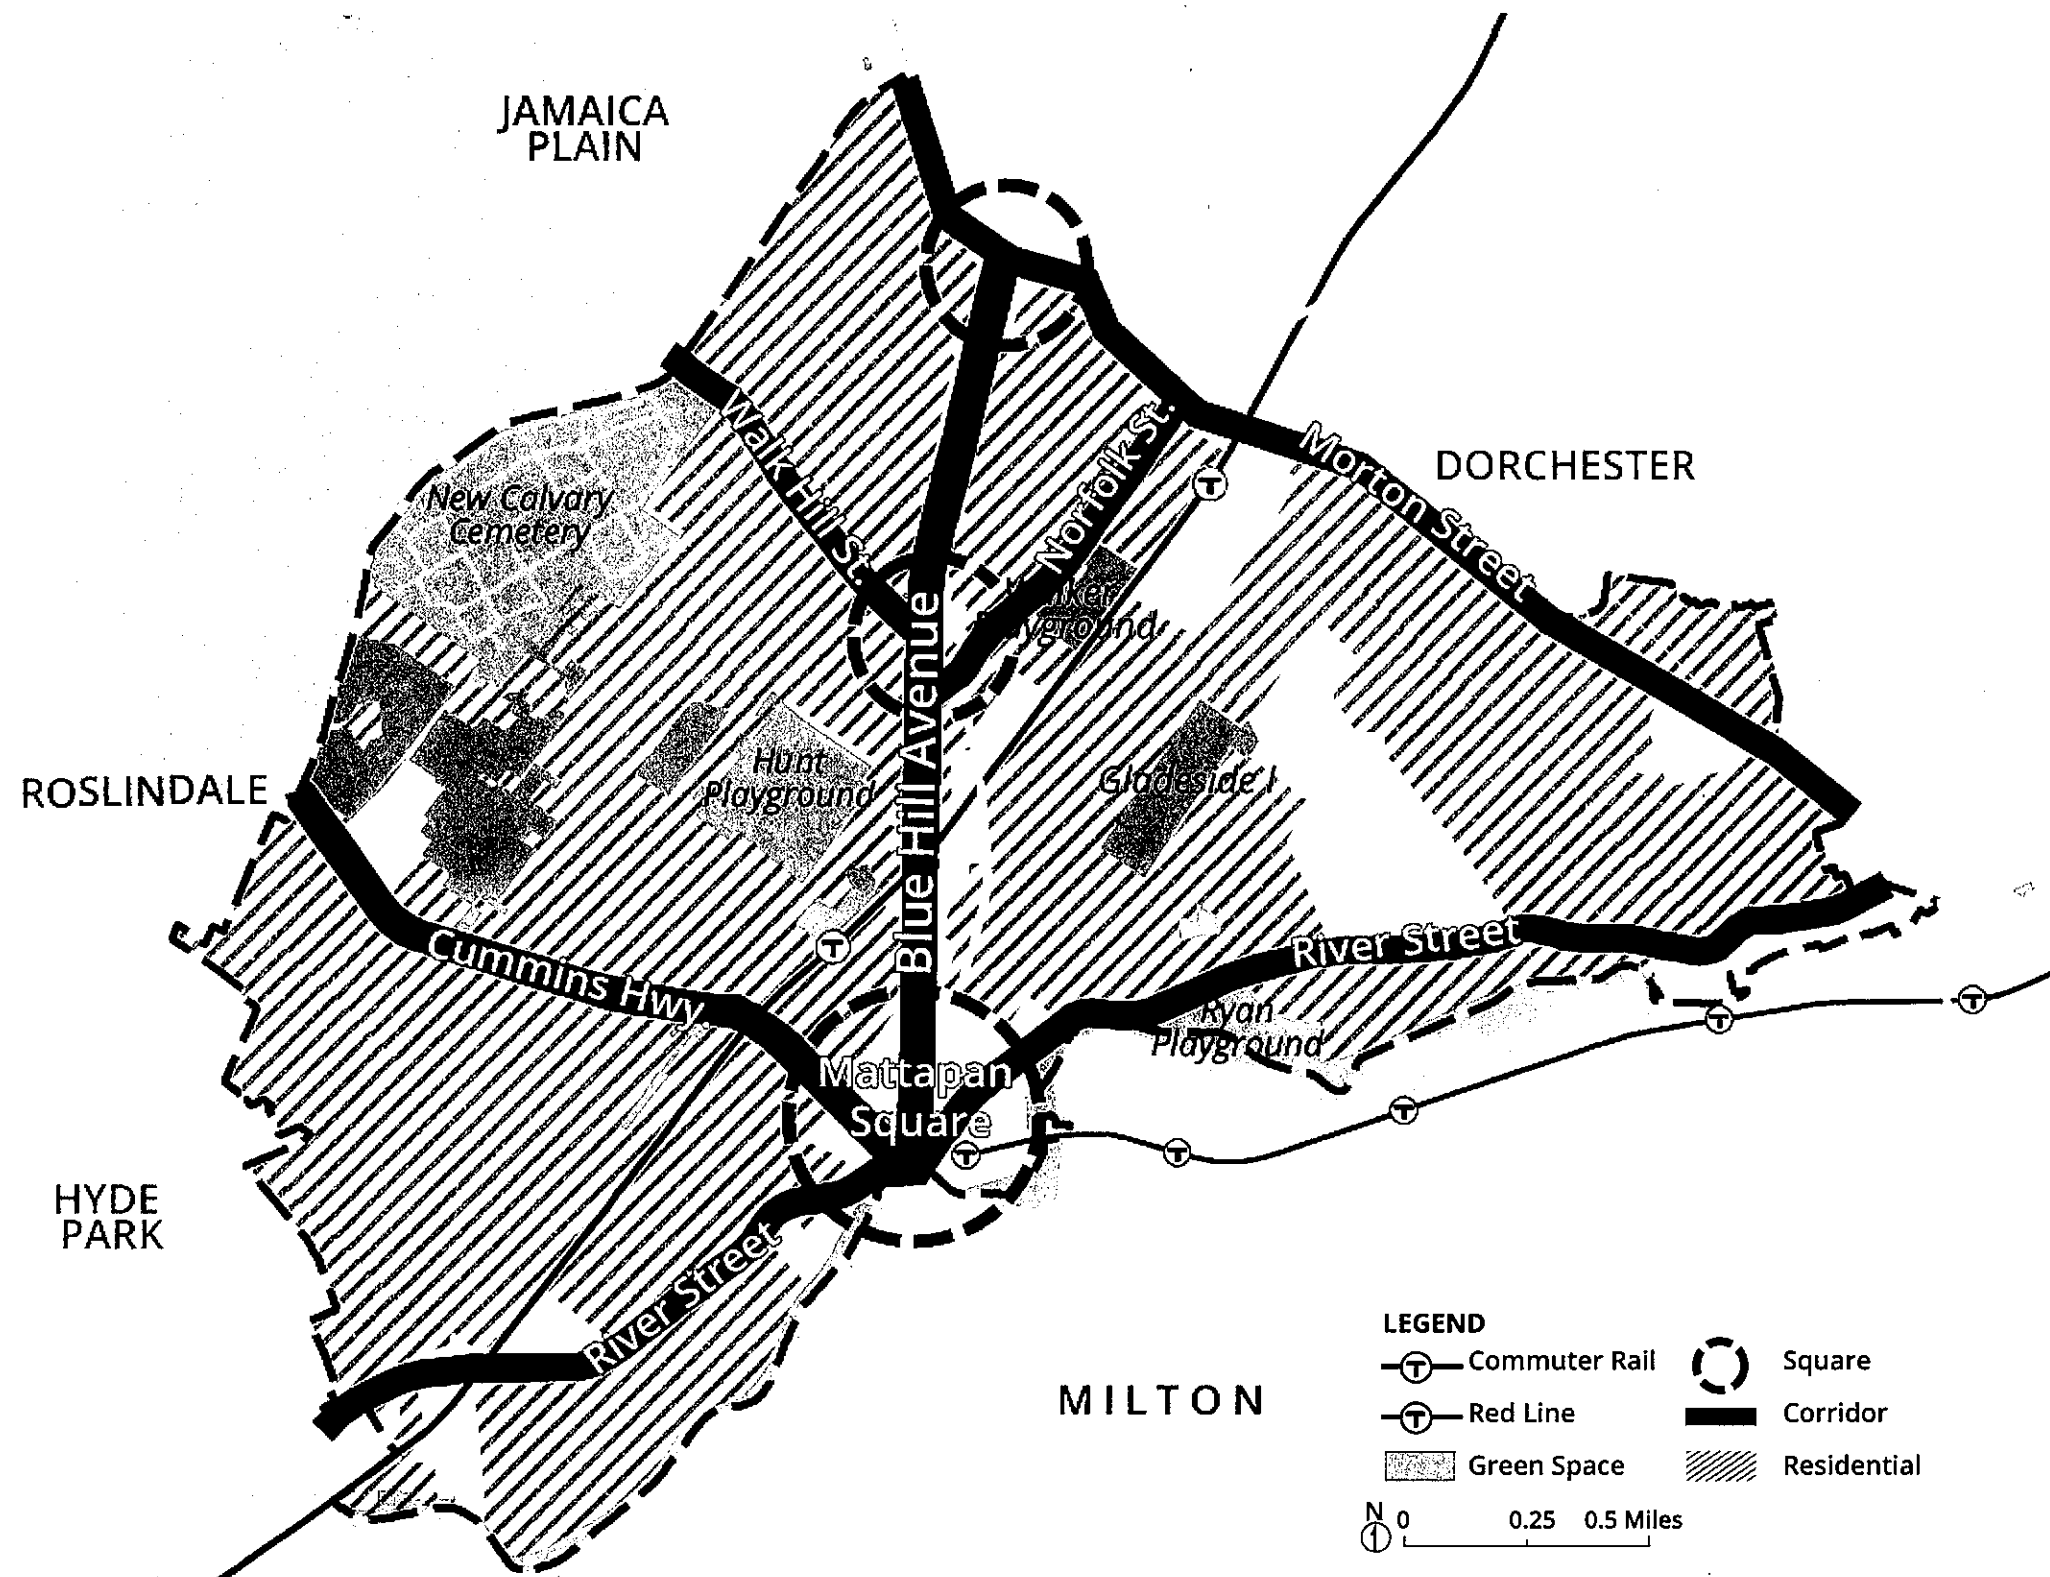 JAMAICA
PLAIN
Walk Hill St.
Norfolk St.
Morton Street
DORCHESTER
New Calvary
Cemetery
Playground
Blue Hill Avenue
Hunt
Playground
Gladeside I
ROSLINDALE
Cummins Hwy.
River Street
Ryan
Playground
Mattapan
Square
HYDE
PARK
River Street
MILTON
LEGEND
T Commuter Rail
T Red Line
Green Space
Square
Corridor
Residential
N
0 0.25 0.5 Miles